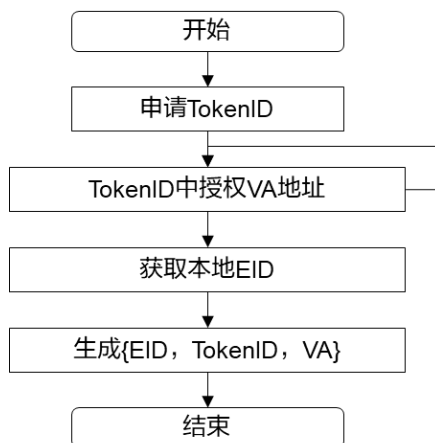 开始
申请TokenID
TokenID中授权VA地址
获取本地EID
生成{EID，TokenID，VA}
结束